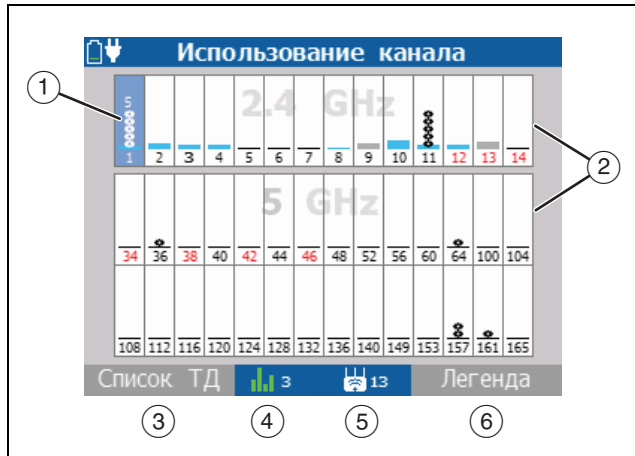 Использование канала
1
2.4 GHz
5
1 2 3 4 5 6 7 8 9 10 11 12 13 14
2
5 GHz
34 36 38 40 42 44 46 48 52 56 60 64 100 104
108 112 116 120 124 128 132 136 140 149 153 157 161 165
Список ТД 3 13 Легенда
3 4 5 6